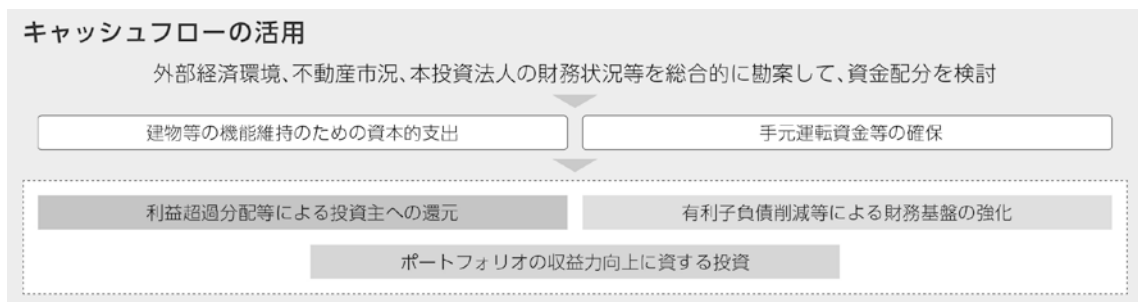 キャッシュフローの活用
外部経済環境、不動産市況、本投資法人の財務状況等を総合的に勘案して、資金配分を検討
建物等の機能維持のための資本的支出
手元運転資金等の確保
利益超過分配等による投資主への還元
有利子負債削減等による財務基盤の強化
ポートフォリオの収益力向上に資する投資